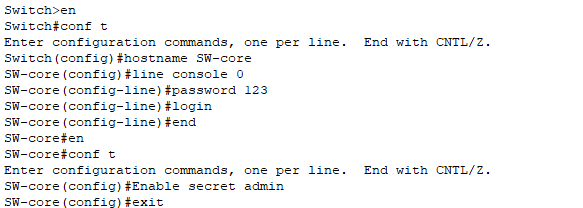 Switch>en
Switch#conf t
Enter configuration commands, one per line.  End with CNTL/Z.
Switch(config)#hostname SW-core
SW-core(config)#line console 0
SW-core(config-line)#password 123
SW-core(config-line)#login
SW-core(config-line)#end
SW-core#en
SW-core#conf t
Enter configuration commands, one per line.  End with CNTL/Z.
SW-core(config)#Enable secret admin
SW-core(config)#exit